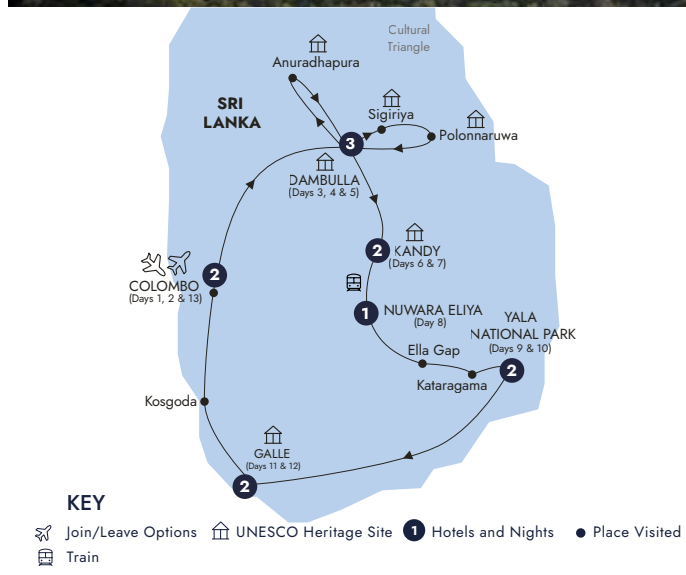 Cultural
Triangle
Anuradhapura
SRI
LANKA
Sigiriya
Polonnaruwa
3
DAMBULLA
(Days 3, 4 & 5)
2
KANDY
(Days 6 & 7)
2
COLOMBO
(Days 1, 2 & 13)
1
NUWARA ELIYA
(Day 8)
YALA
NATIONAL PARK
(Days 9 & 10)
Ella Gap
2
Kataragama
Kosgoda
GALLE
(Days 11 & 12)
2
KEY
Join/Leave Options
UNESCO Heritage Site
1 Hotels and Nights
Place Visited
Train